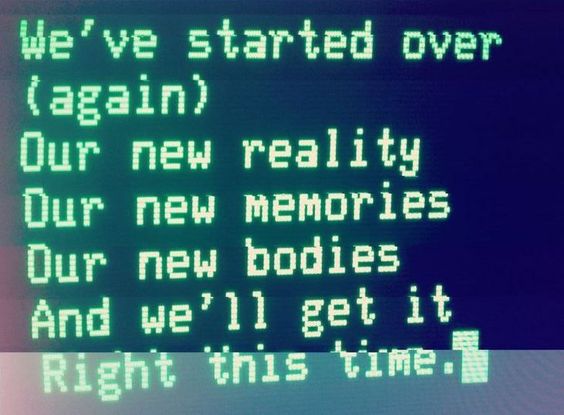 We've started over
(again)
Our new reality
Our new memories
Our new bodies
And we'll get it
Right this time.